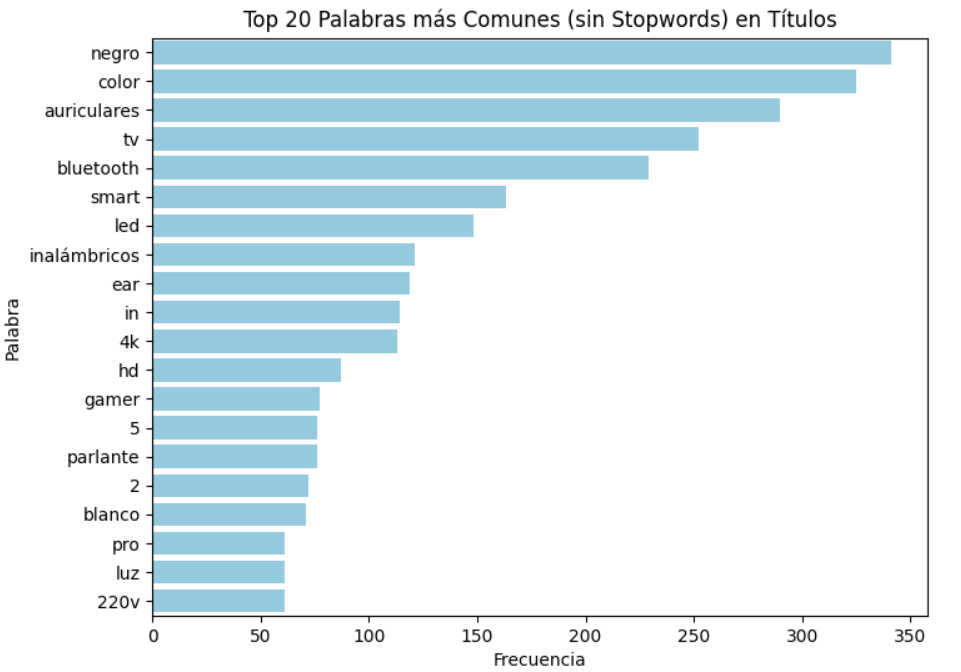 Top 20 Palabras más Comunes (sin Stopwords) en Títulos
Palabra
negro
color
auriculares
tv
bluetooth
smart
led
inalámbricos
ear
in
4k
hd
gamer
5
parlante
2
blanco
pro
luz
220v
0 50 100 150 200 250 300 350
Frecuencia